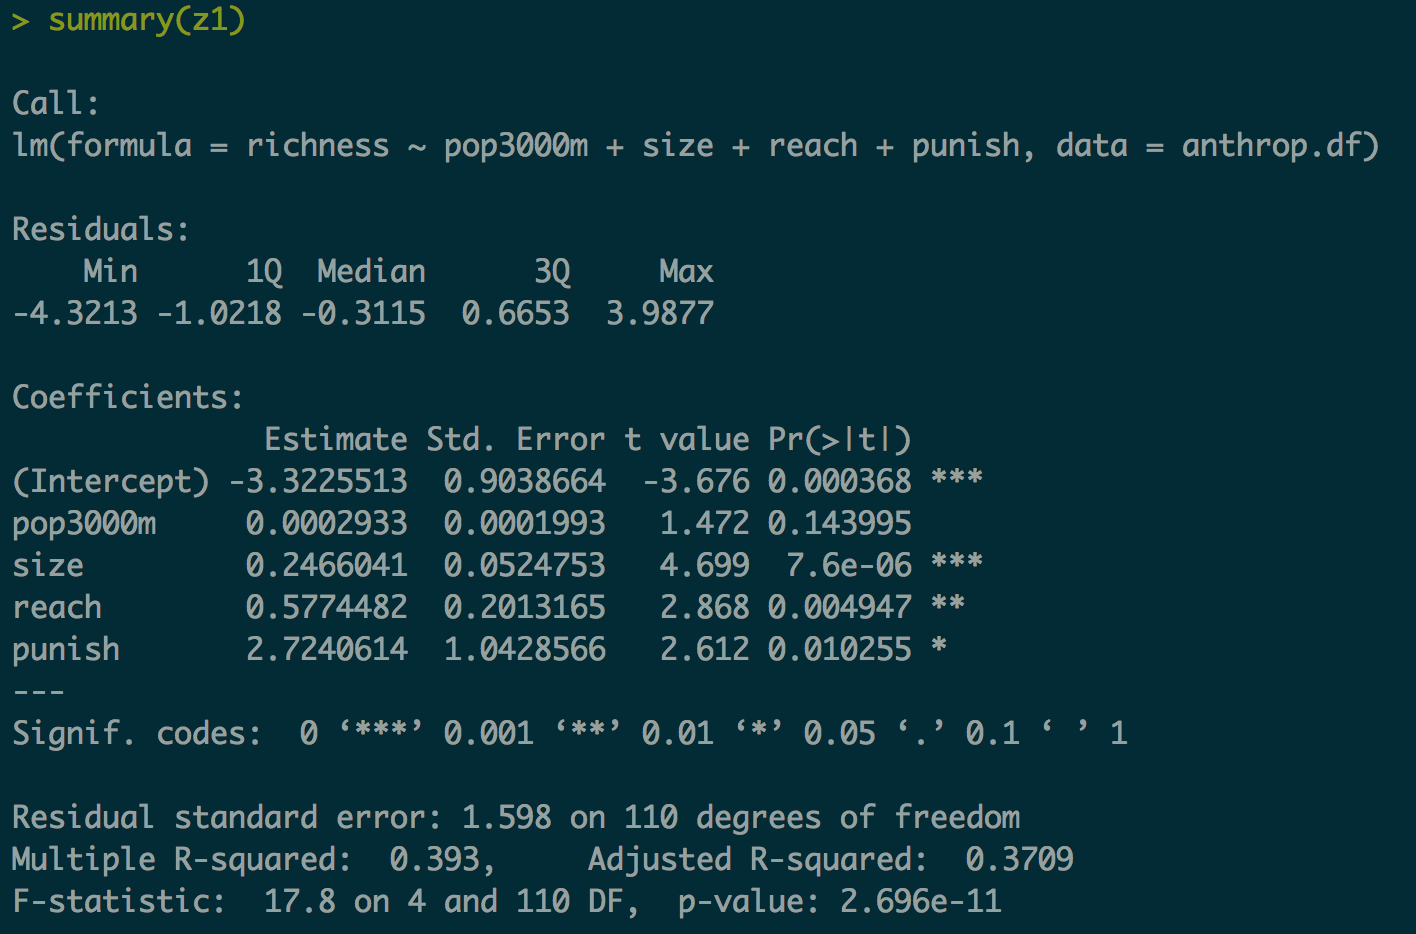 > summary(z1)
Call:
lm(formula = richness ~ pop3000m + size + reach + punish, data = anthrop.df)
Residuals:
    Min      1Q  Median      3Q     Max
-4.3213 -1.0218 -0.3115  0.6653  3.9877
Coefficients:
              Estimate Std. Error t value Pr(>|t|)
(Intercept) -3.3225513  0.9038664  -3.676 0.000368 ***
pop3000m     0.0002933  0.0001993   1.472 0.143995
size         0.2466041  0.0524753   4.699  7.6e-06 ***
reach        0.5774482  0.2013165   2.868 0.004947 **
punish       2.7240614  1.0428566   2.612 0.010255 *
---
Signif. codes:  0 ‘***’ 0.001 ‘**’ 0.01 ‘*’ 0.05 ‘.’ 0.1 ‘ ’ 1
Residual standard error: 1.598 on 110 degrees of freedom
Multiple R-squared:  0.393,	Adjusted R-squared:  0.3709
F-statistic:  17.8 on 4 and 110 DF,  p-value: 2.696e-11